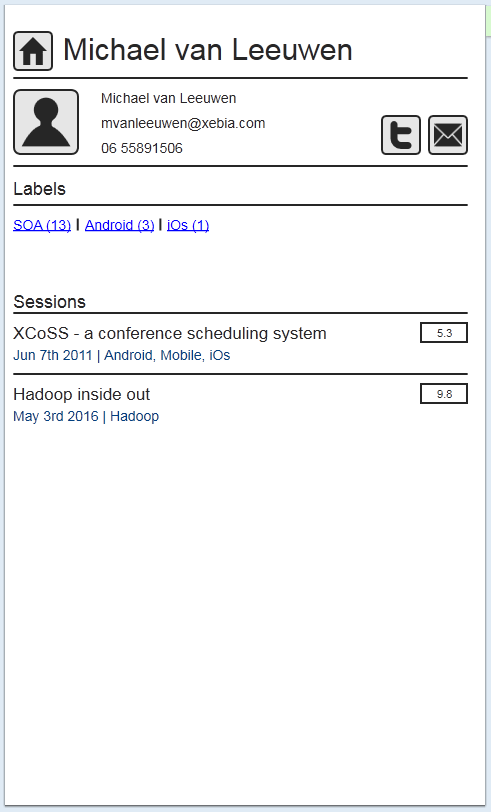 Michael van Leeuwen
Michael van Leeuwen
mvanleeuwen@xebia.com
06 55891506
Labels
SOA (13) | Android (3) | iOs (1)
Sessions
XCoSS - a conference scheduling system 5.3
Jun 7th 2011 | Android, Mobile, iOs
Hadoop inside out 9.8
May 3rd 2016 | Hadoop